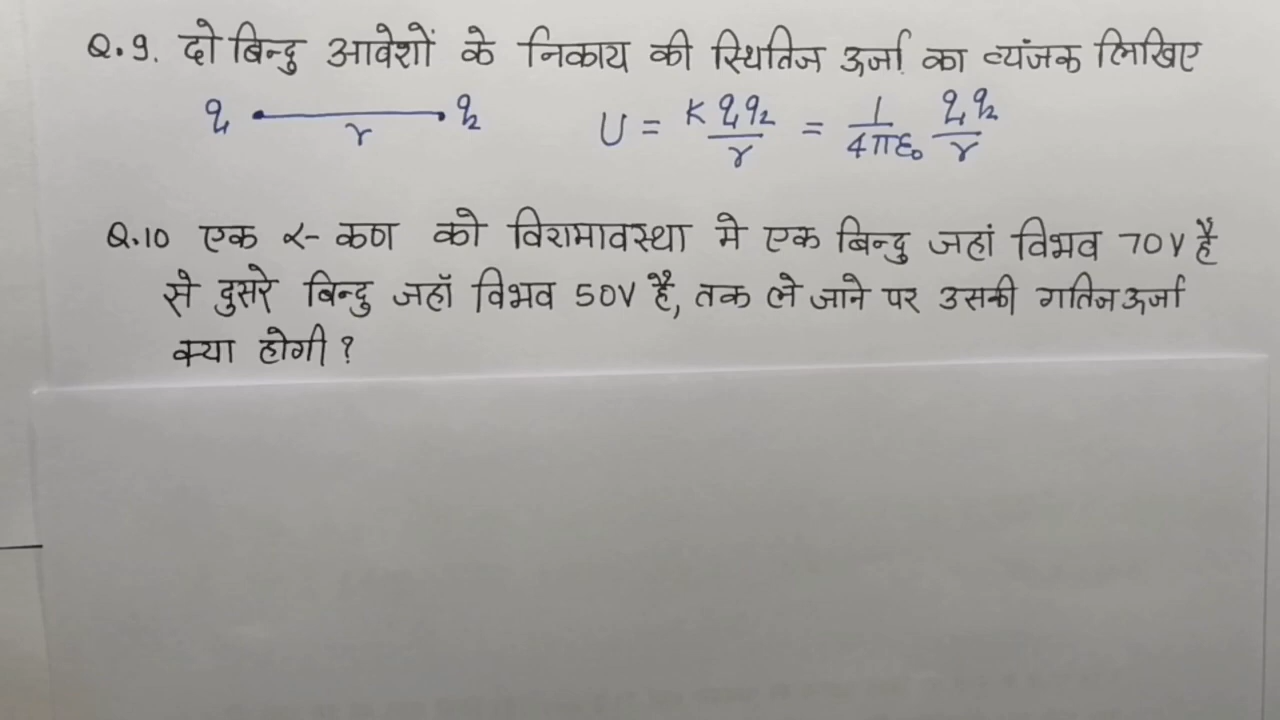 Q.9. दो बिन्दु आवेशों के निकाय की स्थितिज ऊर्जा का व्यंजक लिखिए
q₁ r q₂ U = K q₁q₂/r = 1/4πε₀ q₁q₂/r
Q.10 एक α- कण को विरामावस्था मे एक बिन्दु जहां विभव 70V है
से दुसरे बिन्दु जहाँ विभव 50V है, तक ले जाने पर उसकी गतिज ऊर्जा
क्या होगी ?